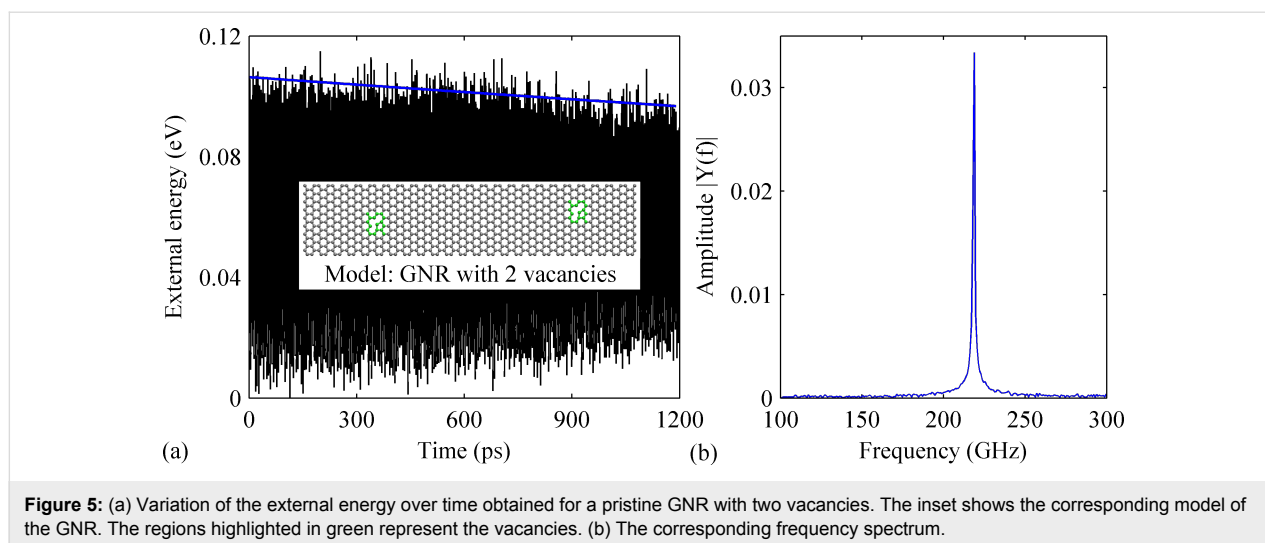 0.12
0.08
0.04
0
External energy (eV)
Model: GNR with 2 vacancies
0
300
600
900
1200
Time (ps)
(a)
0.03
0.02
0.01
0
Amplitude |Y(f)|
100
150
200
250
300
Frequency (GHz)
(b)
Figure 5: (a) Variation of the external energy over time obtained for a pristine GNR with two vacancies. The inset shows the corresponding model of
the GNR. The regions highlighted in green represent the vacancies. (b) The corresponding frequency spectrum.